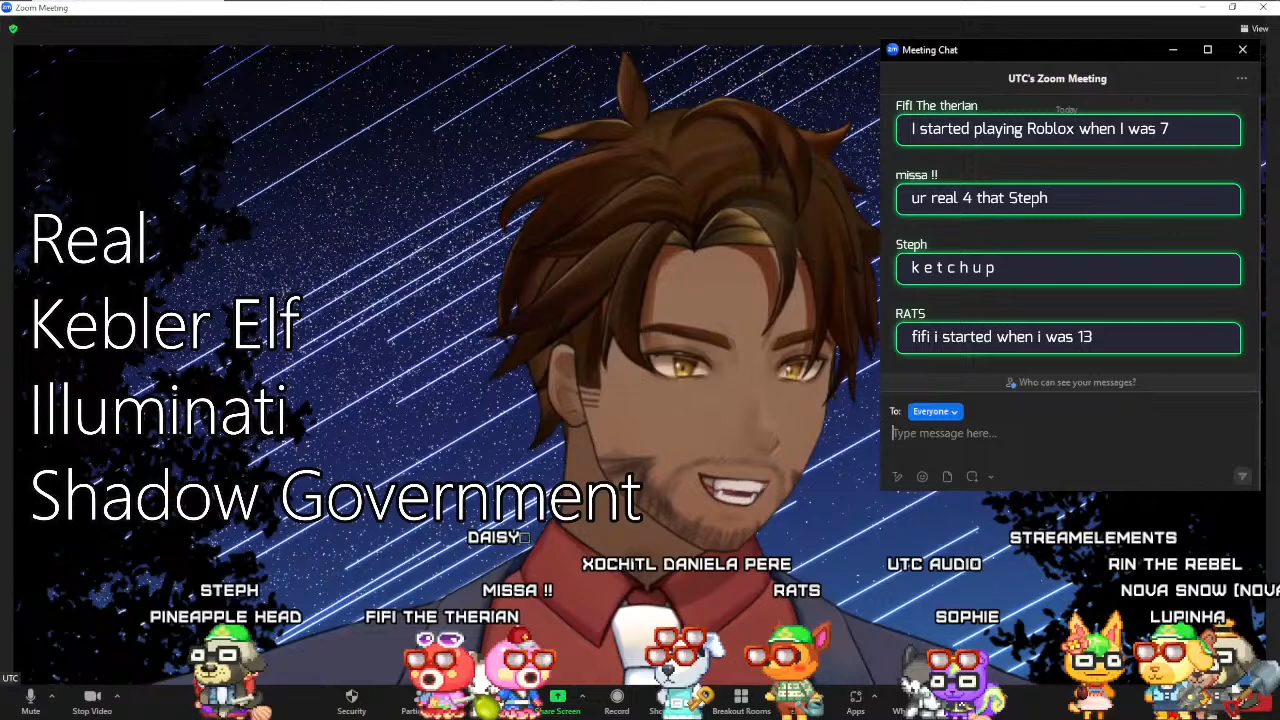 Zoom Meeting
View
Meeting Chat
UTC's Zoom Meeting
Today
Fifi The therian
I started playing Roblox when I was 7
missa !!
ur real 4 that Steph
Steph
k e t c h u p
RATS
fifi i started when i was 13
Who can see your messages?
To: Everyone
Type message here...
Real
Kebler Elf
Illuminati
Shadow Government
DAISY
STREAMELEMENTS
XOCHITL DANIELA PERE
UTC AUDIO
RIN THE REBEL
STEPH
MISSA !!
RATS
NOVA SNOW [NOV
PINEAPPLE HEAD
FIFI THE THERIAN
SOPHIE
LUPINHA
UTC
Mute
Stop Video
Security
Share Screen
Record
Breakout Rooms
Apps